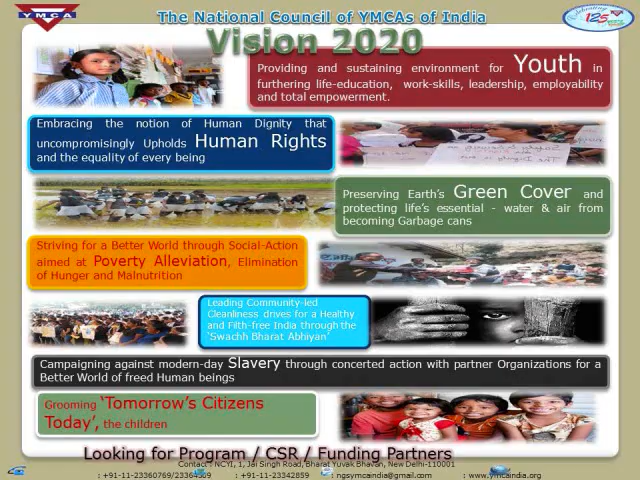 YMCA
The National Council of YMCAs of India
Celebrating
125
Vision 2020
Providing and sustaining environment for Youth in
furthering life-education, work-skills, leadership, employability
and total empowerment.
Embracing the notion of Human Dignity that
uncompromisingly Upholds Human Rights
and the equality of every being
Preserving Earth's Green Cover and
protecting life's essential - water & air from
becoming Garbage cans
Striving for a Better World through Social-Action
aimed at Poverty Alleviation, Elimination
of Hunger and Malnutrition
Leading Community-led
Cleanliness drives for a Healthy
and Filth-free India through the
'Swachh Bharat Abhiyan'
Campaigning against modern-day Slavery through concerted action with partner Organizations for a
Better World of freed Human beings
Grooming 'Tomorrow's Citizens
Today', the children
Looking for Program / CSR / Funding Partners
Contact : NCYI, 1, Jai Singh Road, Bharat Yuvak Bhavan, New Delhi-110001
: +91-11-23360769/ : +91-11-23342859 : ngsymcaindia@gmail.com : www.ymcaindia.org